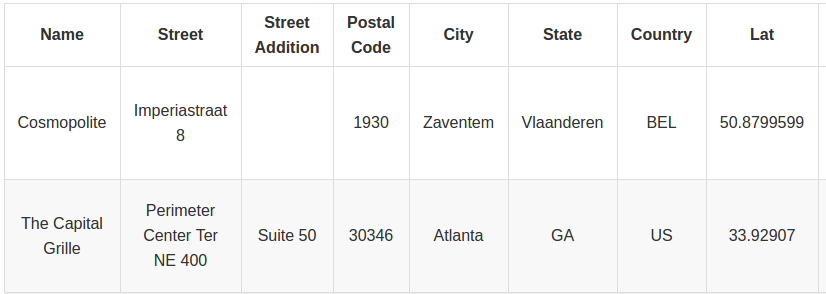 Name Street Street Addition Postal Code City State Country Lat
Cosmopolite Imperiastraat 8 1930 Zaventem Vlaanderen BEL 50.8799599
The Capital Grille Perimeter Center Ter NE 400 Suite 50 30346 Atlanta GA US 33.92907